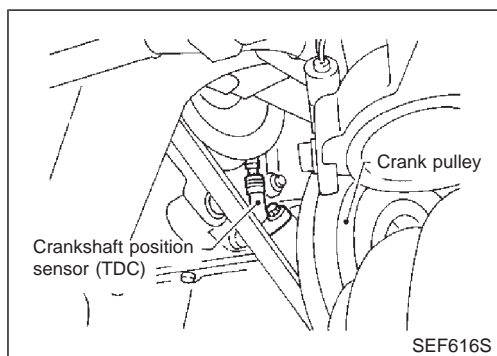 Crank pulley
Crankshaft position
sensor (TDC)
SEF616S